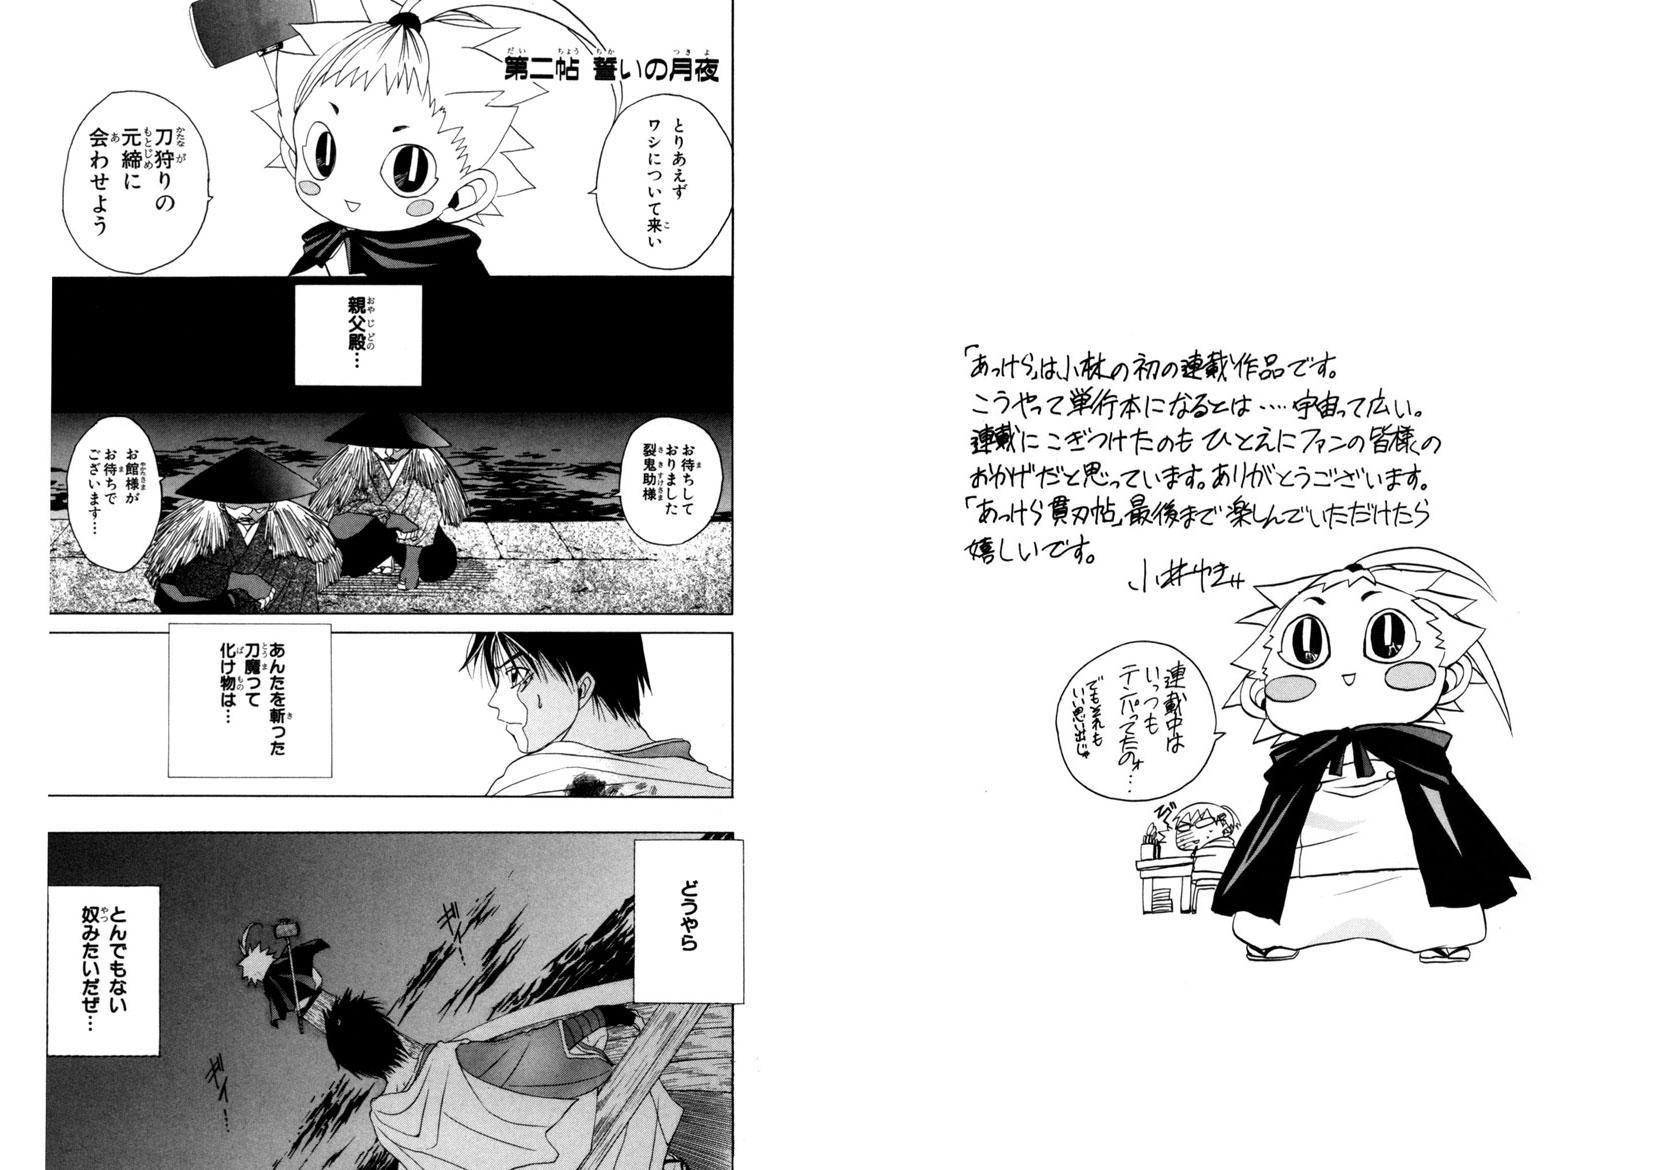 「あっけら」は小林の初の連載作品です。
こうやって単行本になるとは‥‥宇宙って広い。
連載にこぎつけたのもひとえにファンの皆様の
おかげだと思っています。ありがとうございます。
「あっけら貫刃帖」最後まで楽しんでいただけたら
嬉しいです。
連載中は
いっつも
テンパってたのォ…
でもそれも
いい思い出じゃ
第二帖 誓いの月夜
とりあえず
ワシについて来い
刀狩りの
元締に
会わせよう
親父殿…
お待ちして
おりました
裂鬼助様
お館様が
お待ちで
ございます…
あんたを斬った
刀魔って
化け物は…
どうやら
ギィ…
ギィ…
とんでもない
奴みたいだぜ…